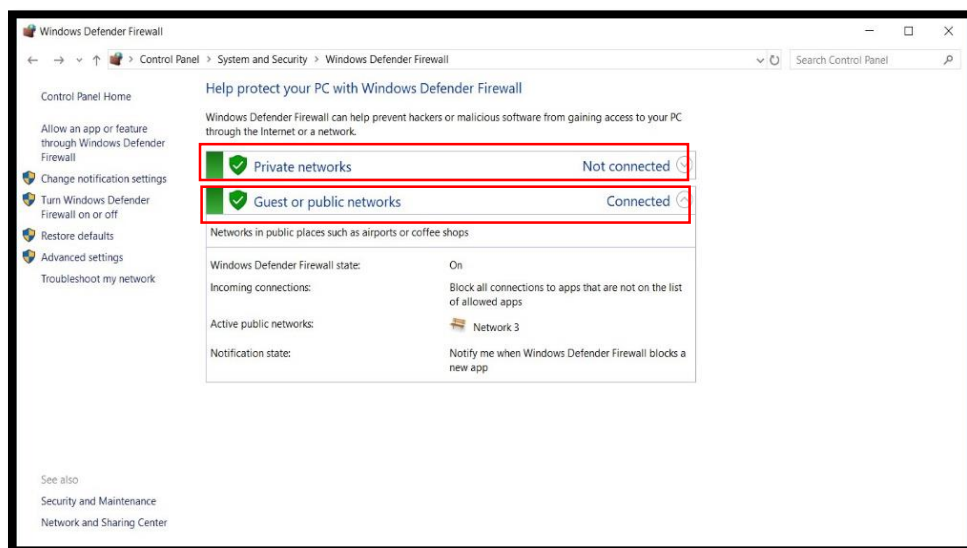 Windows Defender Firewall
Control Panel > System and Security > Windows Defender Firewall
Search Control Panel
Control Panel Home
Allow an app or feature
through Windows Defender
Firewall
Change notification settings
Turn Windows Defender
Firewall on or off
Restore defaults
Advanced settings
Troubleshoot my network
See also
Security and Maintenance
Network and Sharing Center
Help protect your PC with Windows Defender Firewall
Windows Defender Firewall can help prevent hackers or malicious software from gaining access to your PC
through the Internet or a network.
Private networks Not connected
Guest or public networks Connected
Networks in public places such as airports or coffee shops
Windows Defender Firewall state: On
Incoming connections: Block all connections to apps that are not on the list
of allowed apps
Active public networks: Network 3
Notification state: Notify me when Windows Defender Firewall blocks a
new app